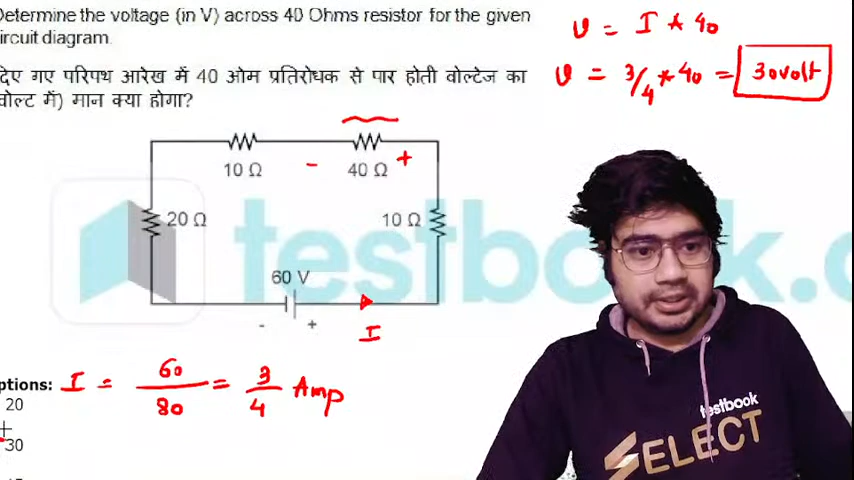 Determine the voltage (in V) across 40 Ohms resistor for the given
circuit diagram.
दिए गए परिपथ आरेख में 40 ओम प्रतिरोधक से पार होती वोल्टेज का
वोल्ट में) मान क्या होगा?
v = I * 40
v = 3/4 * 40 = 30 volt
10 Ω
- 40 Ω +
20 Ω
10 Ω
testbook.c
60 V
- +
I
ptions: I = 60/80 = 3/4 Amp
20
30
testbook
SELECT